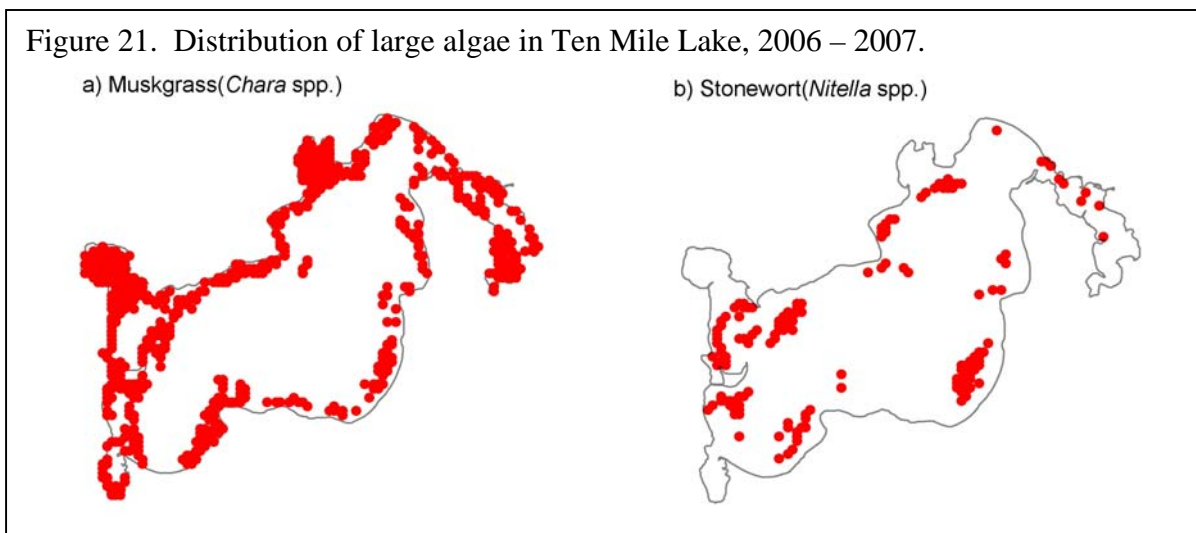 Figure 21.  Distribution of large algae in Ten Mile Lake, 2006 – 2007.
a) Muskgrass(Chara spp.)
b) Stonewort(Nitella spp.)